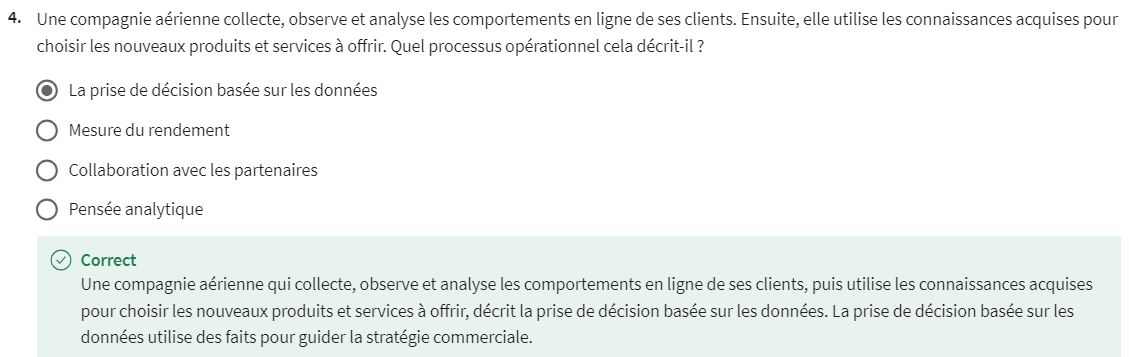 4. Une compagnie aérienne collecte, observe et analyse les comportements en ligne de ses clients. Ensuite, elle utilise les connaissances acquises pour
choisir les nouveaux produits et services à offrir. Quel processus opérationnel cela décrit-il ?
La prise de décision basée sur les données
Mesure du rendement
Collaboration avec les partenaires
Pensée analytique
Correct
Une compagnie aérienne qui collecte, observe et analyse les comportements en ligne de ses clients, puis utilise les connaissances acquises
pour choisir les nouveaux produits et services à offrir, décrit la prise de décision basée sur les données. La prise de décision basée sur les
données utilise des faits pour guider la stratégie commerciale.